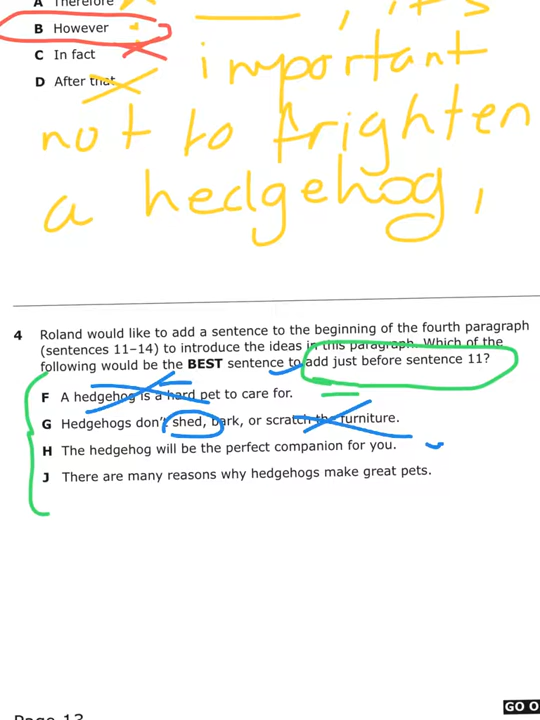 A Therefore
B However
C In fact
D After that
, it's
important
not to frighten
a hedgehog,
4 Roland would like to add a sentence to the beginning of the fourth paragraph
(sentences 11–14) to introduce the ideas in this paragraph. Which of the
following would be the BEST sentence to add just before sentence 11?
F A hedgehog is a hard pet to care for.
G Hedgehogs don't shed, bark, or scratch the furniture.
H The hedgehog will be the perfect companion for you.
J There are many reasons why hedgehogs make great pets.
Page 13
GO O